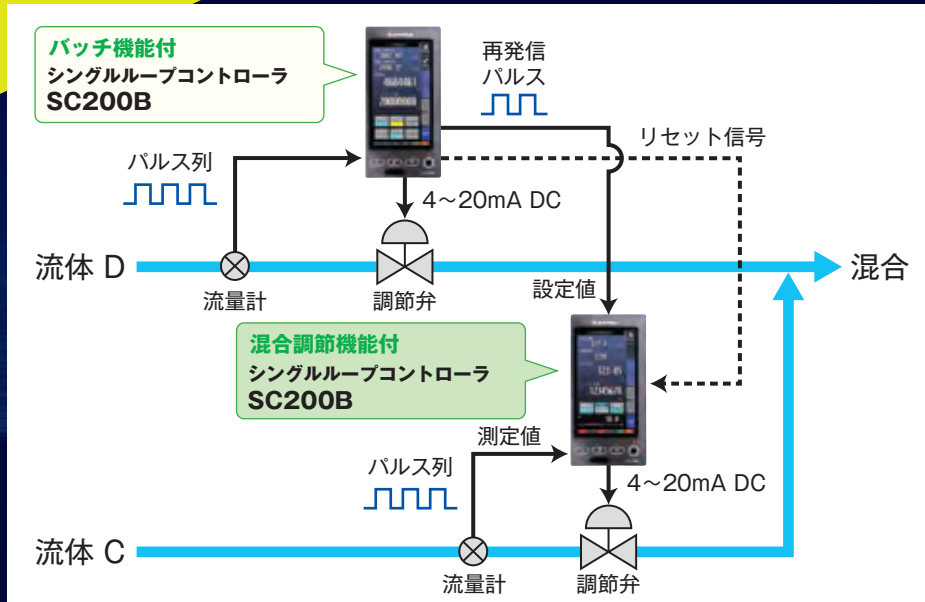 バッチ機能付
シングルループコントローラ
SC200B
再発信
パルス
リセット信号
パルス列
4〜20mA DC
流体 D
混合
流量計
調節弁
設定値
混合調節機能付
シングルループコントローラ
SC200B
測定値
パルス列
4〜20mA DC
流体 C
流量計
調節弁